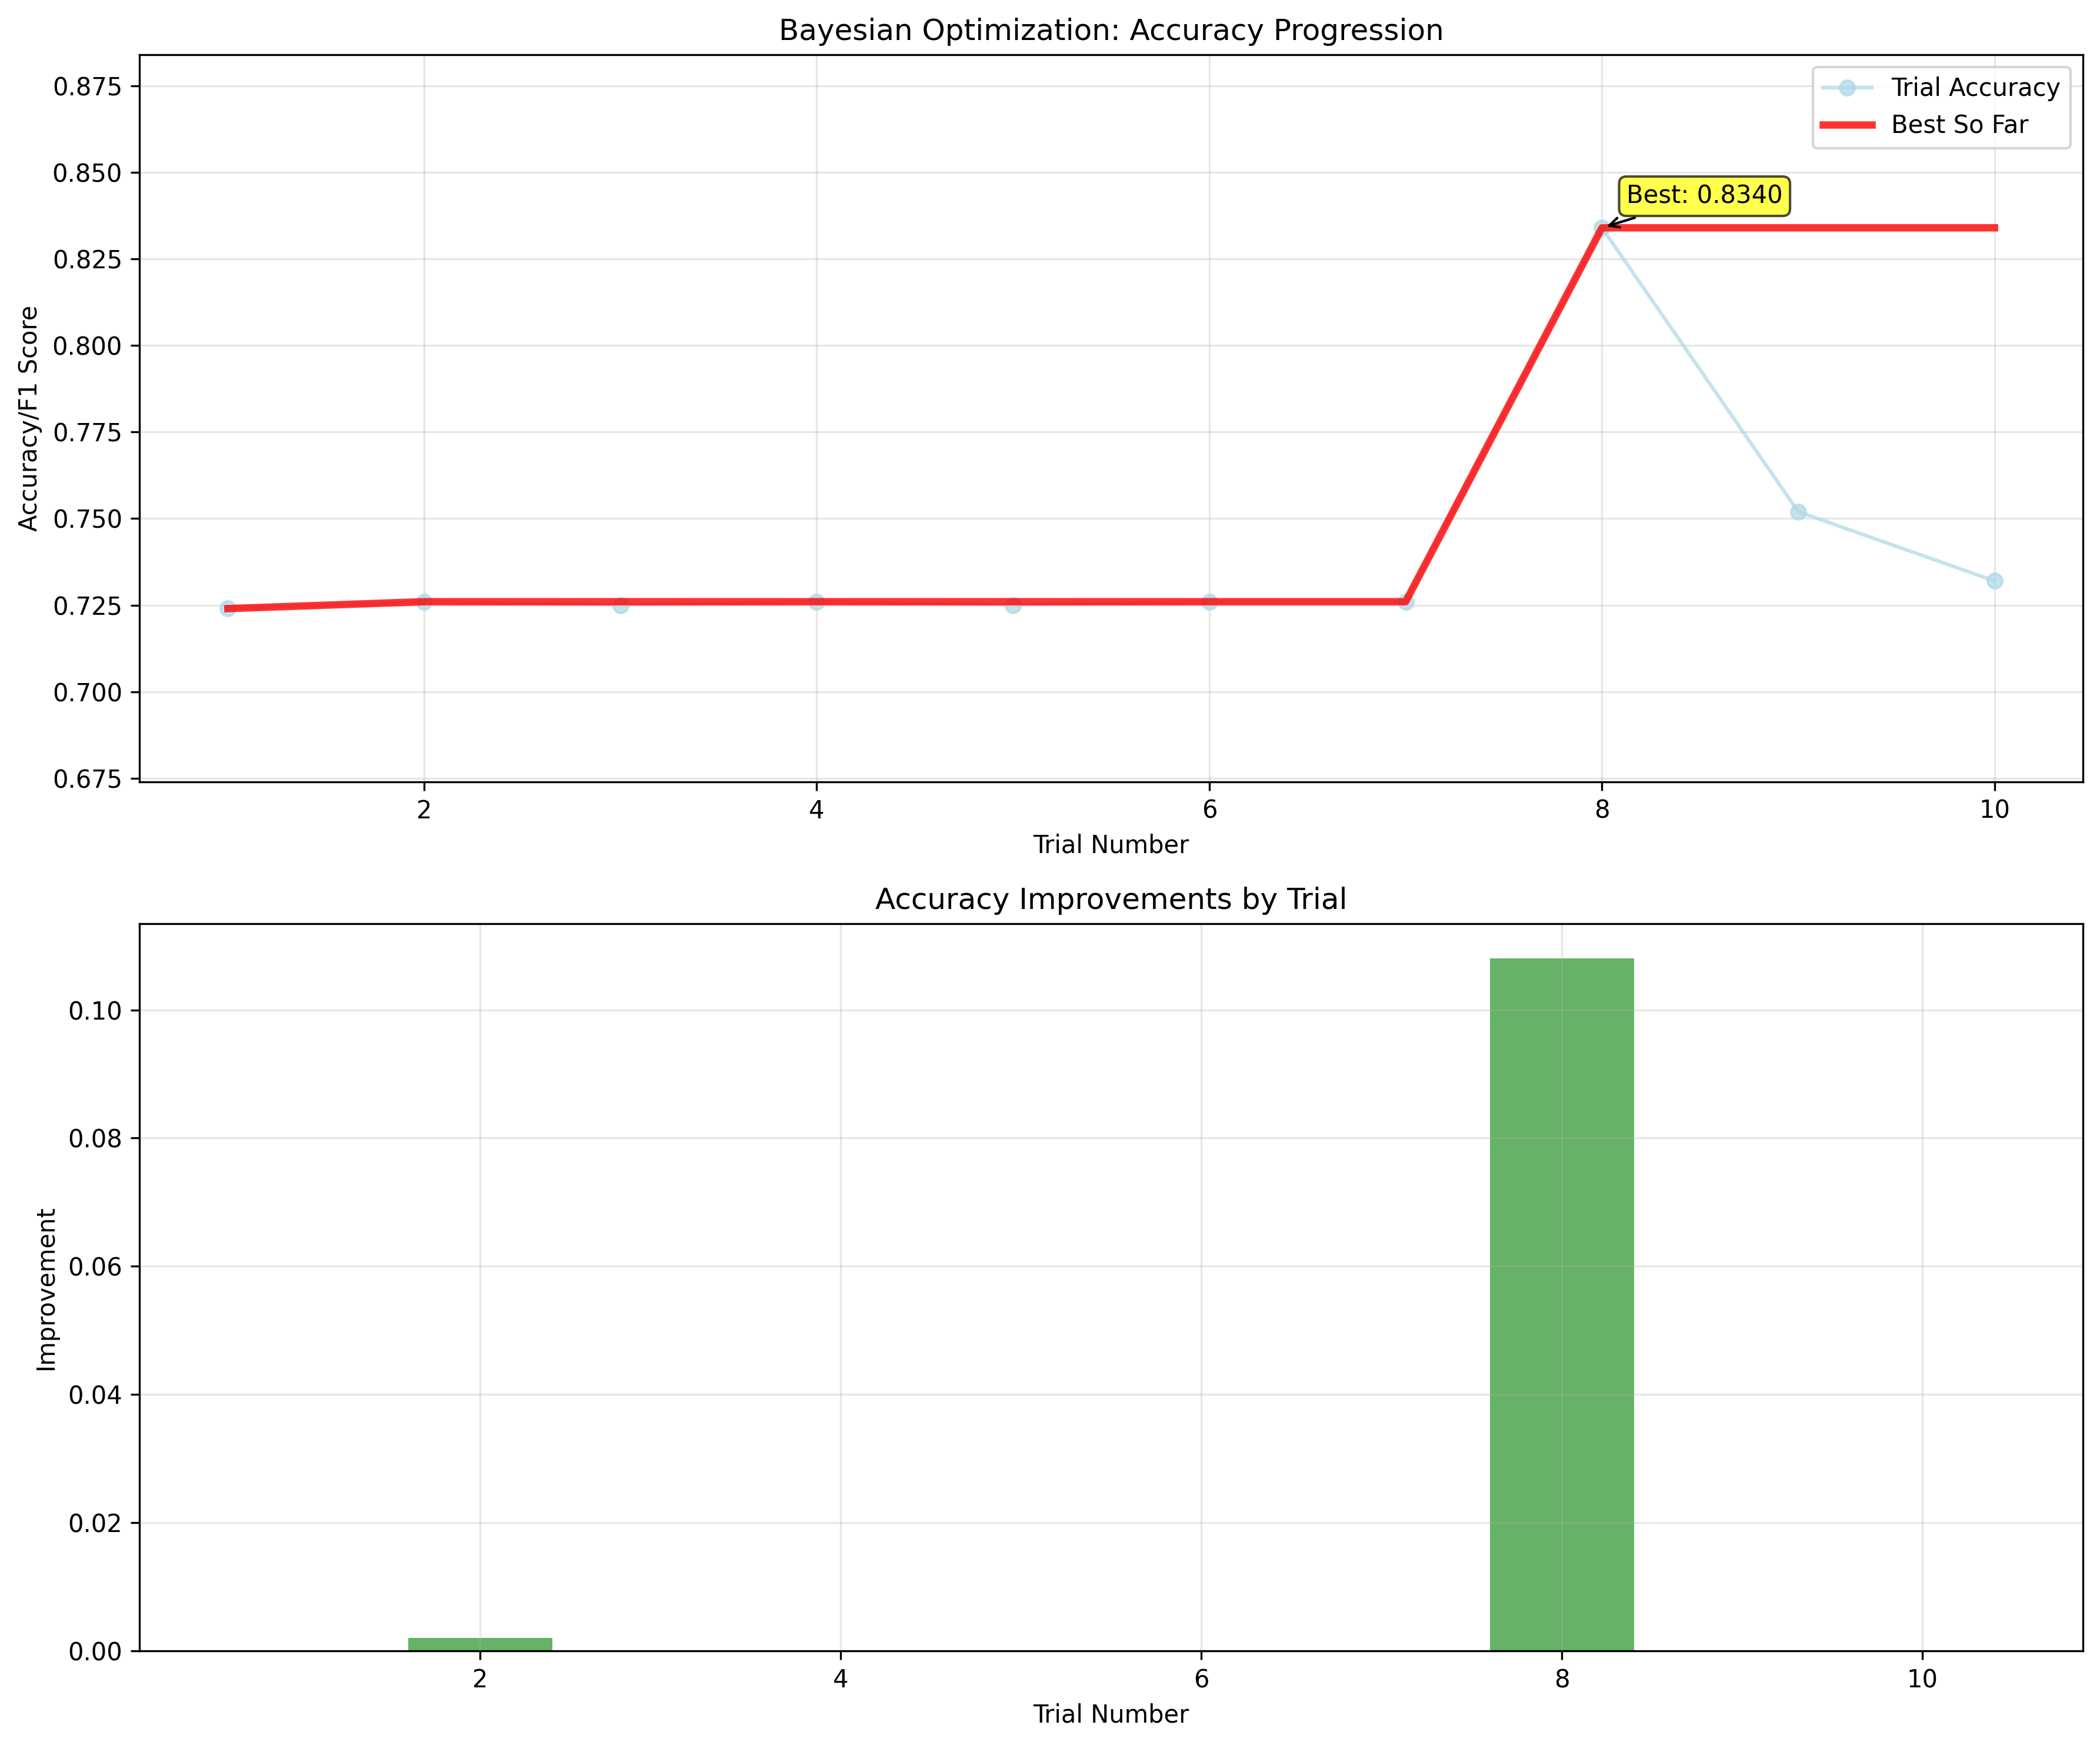 Bayesian Optimization: Accuracy Progression
0.875
0.850
0.825
0.800
0.775
0.750
0.725
0.700
0.675
Accuracy/F1 Score
Trial Accuracy
Best So Far
Best: 0.8340
2 4 6 8 10
Trial Number
Accuracy Improvements by Trial
0.10
0.08
0.06
0.04
0.02
0.00
Improvement
2 4 6 8 10
Trial Number